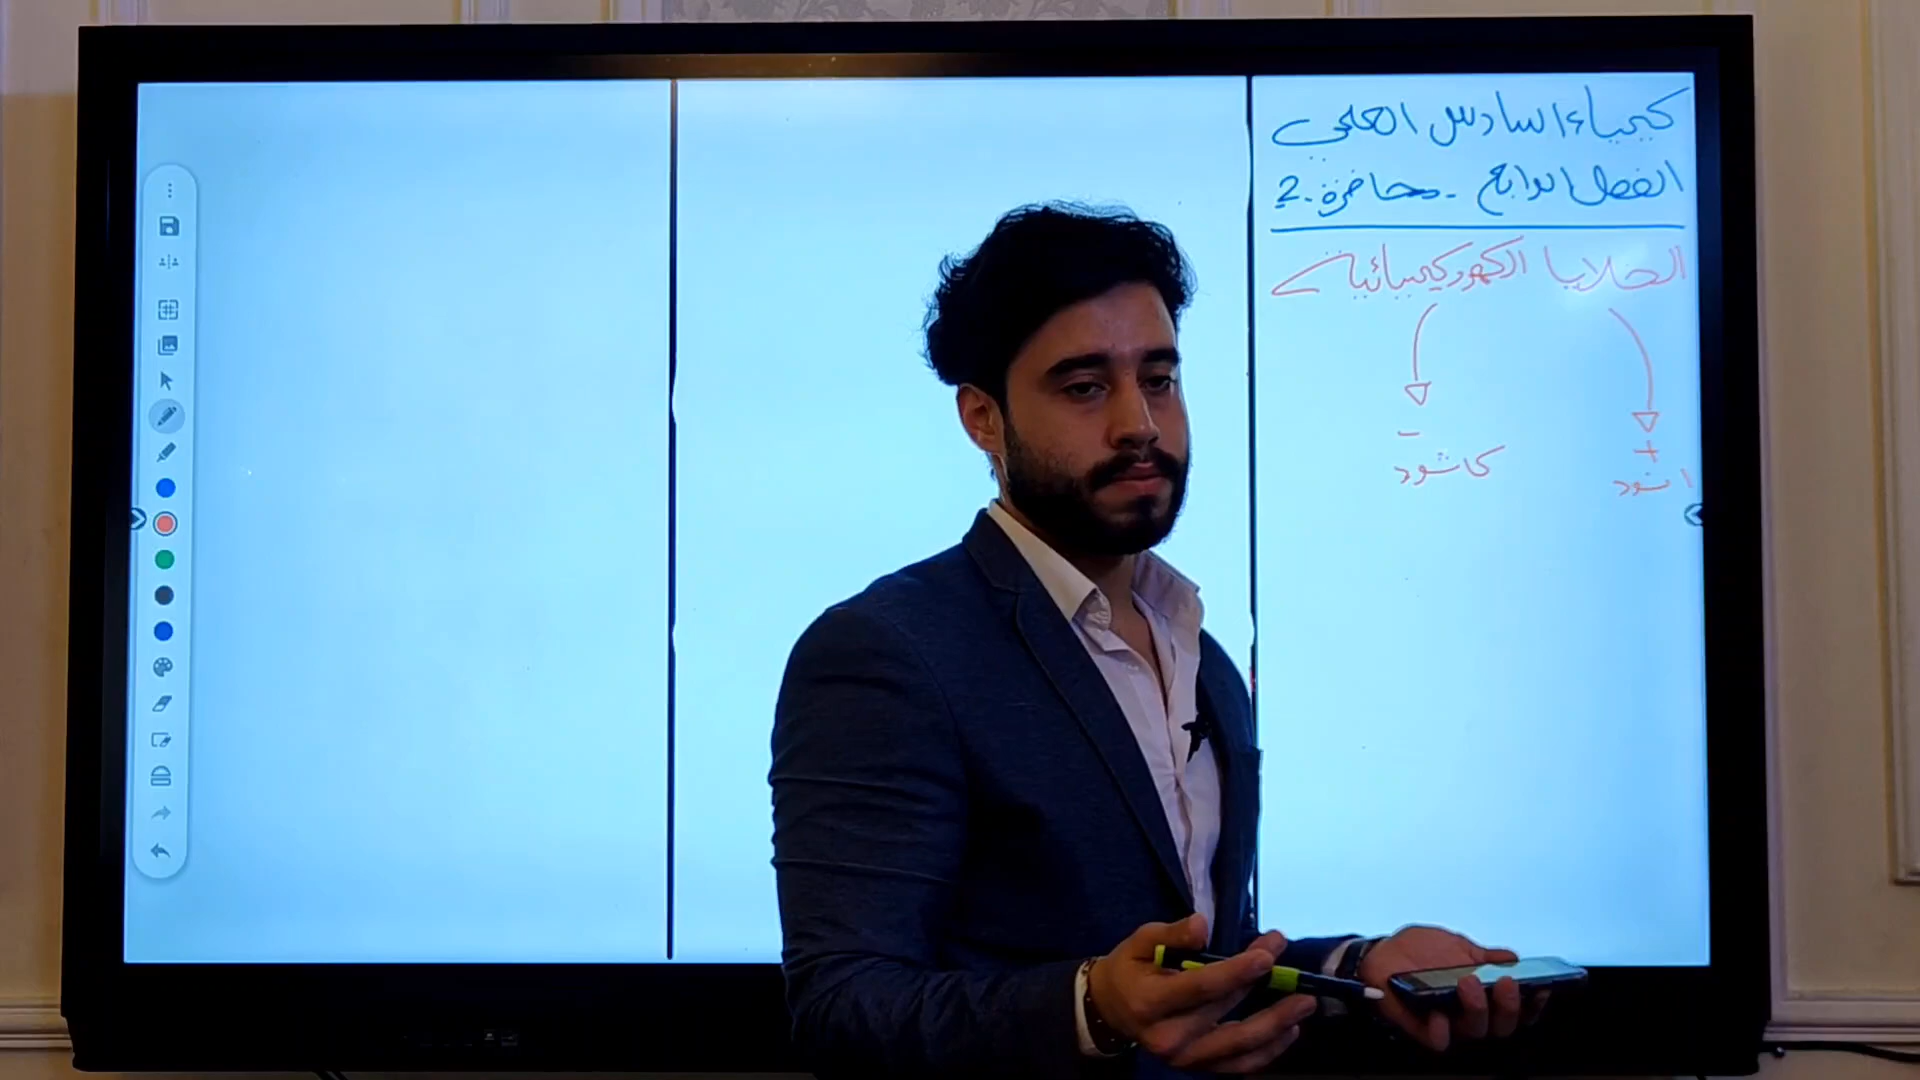 كيمياء السادس العلمي
الفصل الرابع - محاضرة - 2
الخلايا الكهروكيميائية
+
انود
-
كاثود